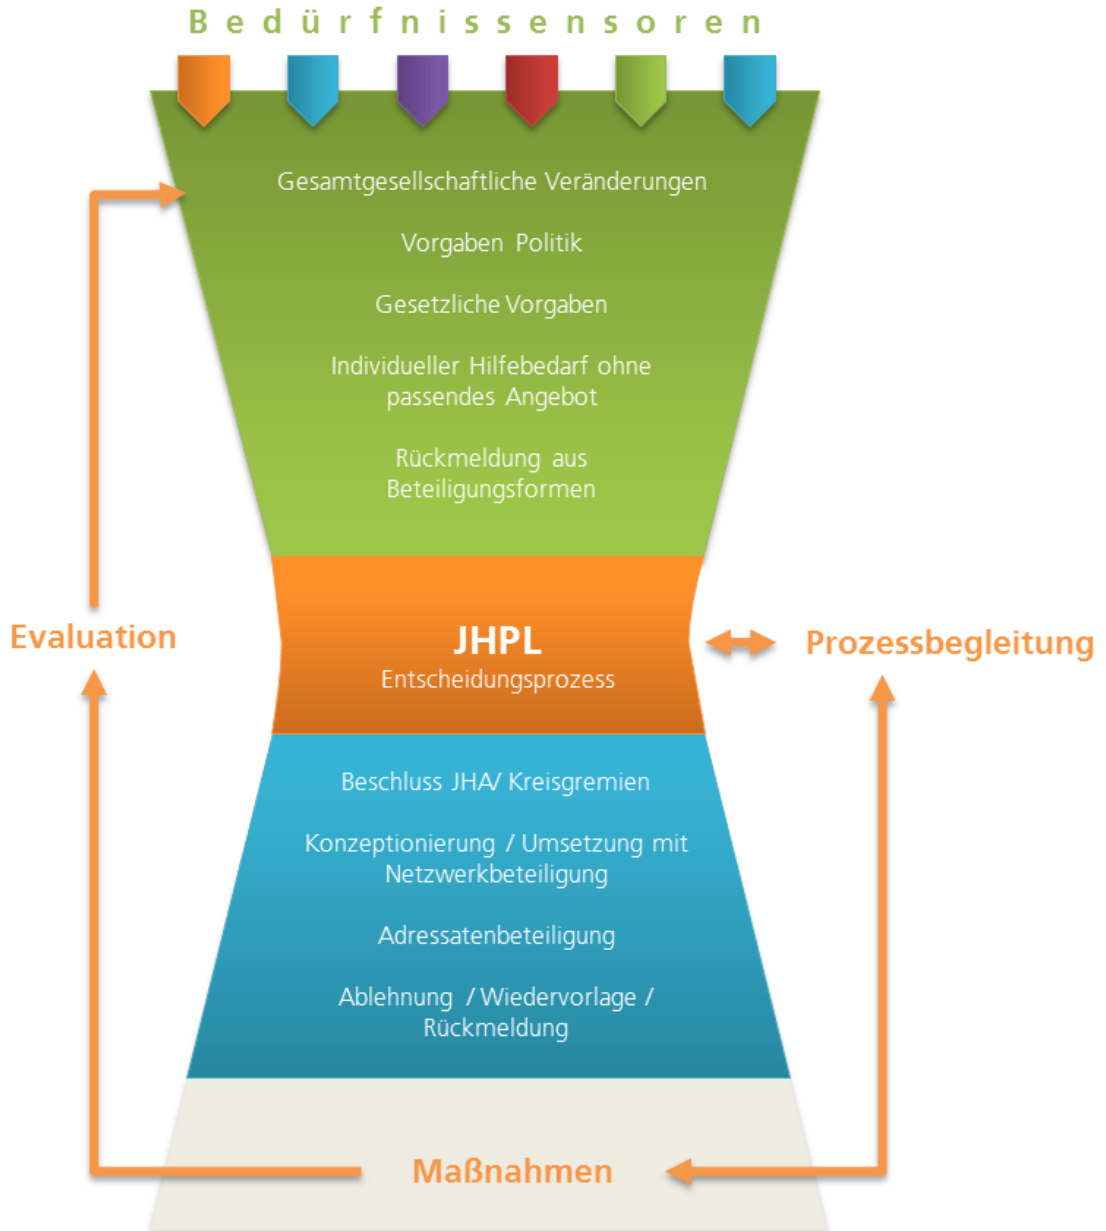 Bedürfnissensoren
Gesamtgesellschaftliche Veränderungen
Vorgaben Politik
Gesetzliche Vorgaben
Individueller Hilfebedarf ohne
passendes Angebot
Rückmeldung aus
Beteiligungsformen
Evaluation
JHPL
Entscheidungsprozess
Prozessbegleitung
Beschluss JHA/ Kreisgremien
Konzeptionierung / Umsetzung mit
Netzwerkbeteiligung
Adressatenbeteiligung
Ablehnung / Wiedervorlage /
Rückmeldung
Maßnahmen